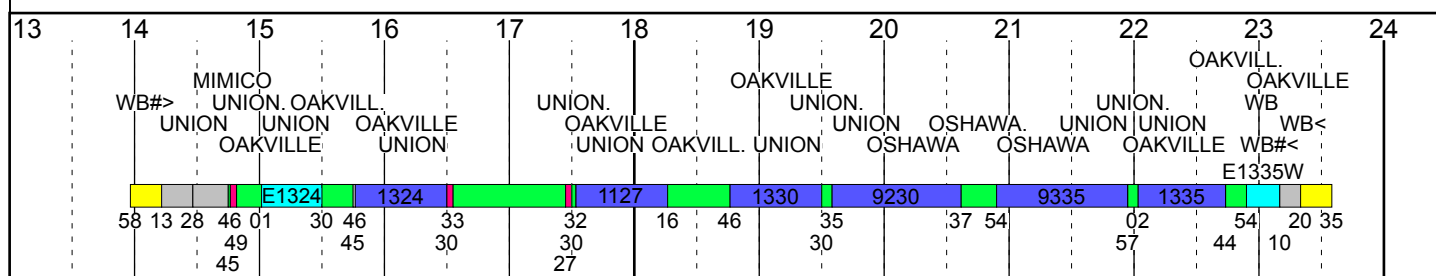 13 14 15 16 17 18 19 20 21 22 23 24
OAKVILL.
MIMICO OAKVILLE OAKVILLE
WB#> UNION. OAKVILL. UNION. UNION. UNION. WB
UNION UNION OAKVILLE OAKVILLE UNION OSHAWA. UNION UNION WB<
OAKVILLE UNION UNION OAKVILL. UNION OSHAWA OSHAWA OAKVILLE WB#<
E1335W
E1324 1324 1127 1330 9230 9335 1335
58 13 28 46 01 30 46 33 32 16 46 35 37 54 02 54 20 35
49 45 30 30 30 57 44 10
45 27